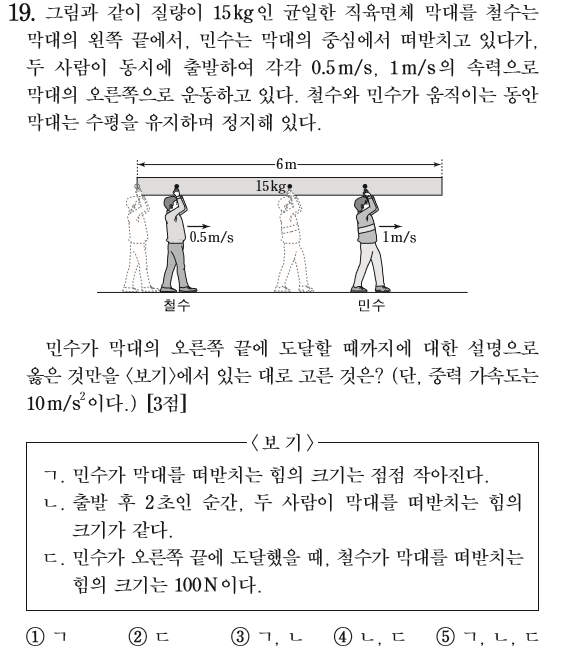 19. 그림과 같이 질량이 15kg인 균일한 직육면체 막대를 철수는
막대의 왼쪽 끝에서, 민수는 막대의 중심에서 떠받치고 있다가,
두 사람이 동시에 출발하여 각각 0.5m/s, 1m/s의 속력으로
막대의 오른쪽으로 운동하고 있다. 철수와 민수가 움직이는 동안
막대는 수평을 유지하며 정지해 있다.
6m
15kg
0.5m/s
1m/s
철수
민수
민수가 막대의 오른쪽 끝에 도달할 때까지에 대한 설명으로
옳은 것만을 <보기>에서 있는 대로 고른 것은? (단, 중력 가속도는
10m/s²이다.) [3점]
<보 기>
ㄱ. 민수가 막대를 떠받치는 힘의 크기는 점점 작아진다.
ㄴ. 출발 후 2초인 순간, 두 사람이 막대를 떠받치는 힘의
크기가 같다.
ㄷ. 민수가 오른쪽 끝에 도달했을 때, 철수가 막대를 떠받치는
힘의 크기는 100N이다.
① ㄱ ② ㄷ ③ ㄱ, ㄴ ④ ㄴ, ㄷ ⑤ ㄱ, ㄴ, ㄷ